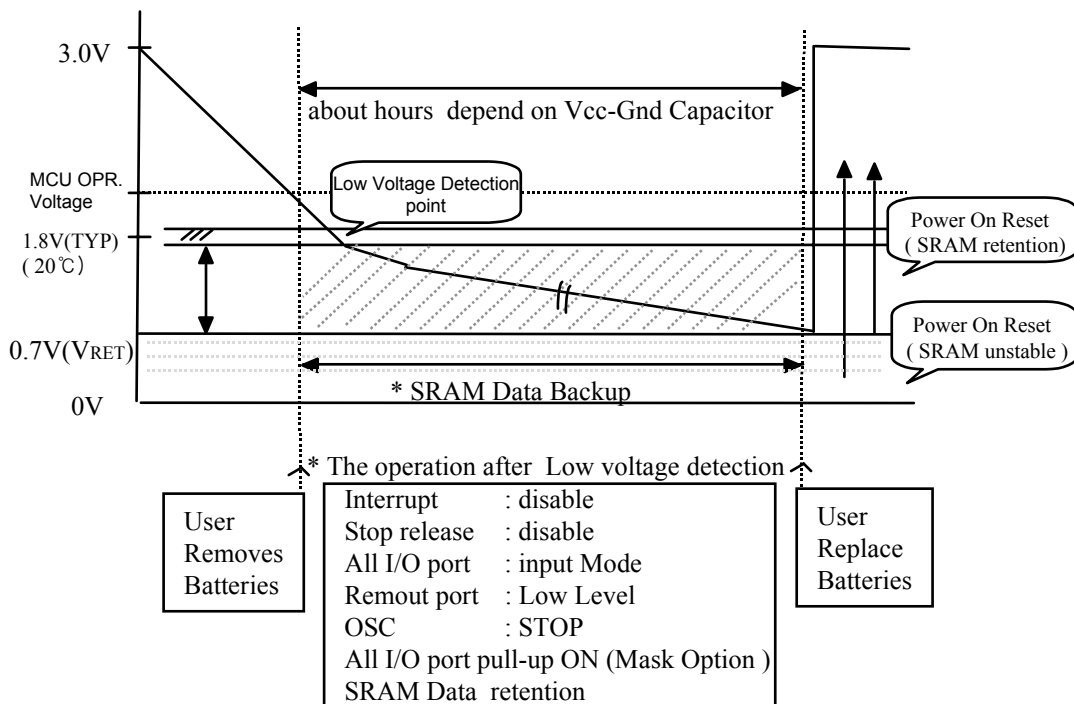 3.0V
about hours depend on Vcc-Gnd Capacitor
MCU OPR.
Voltage
Low Voltage Detection
point
1.8V(TYP)
( 20℃)
Power On Reset
( SRAM retention)
0.7V(VRET)
Power On Reset
( SRAM unstable )
* SRAM Data Backup
0V
* The operation after Low voltage detection
User
Removes
Batteries
Interrupt : disable
Stop release : disable
All I/O port : input Mode
Remout port : Low Level
OSC : STOP
All I/O port pull-up ON (Mask Option )
SRAM Data retention
User
Replace
Batteries